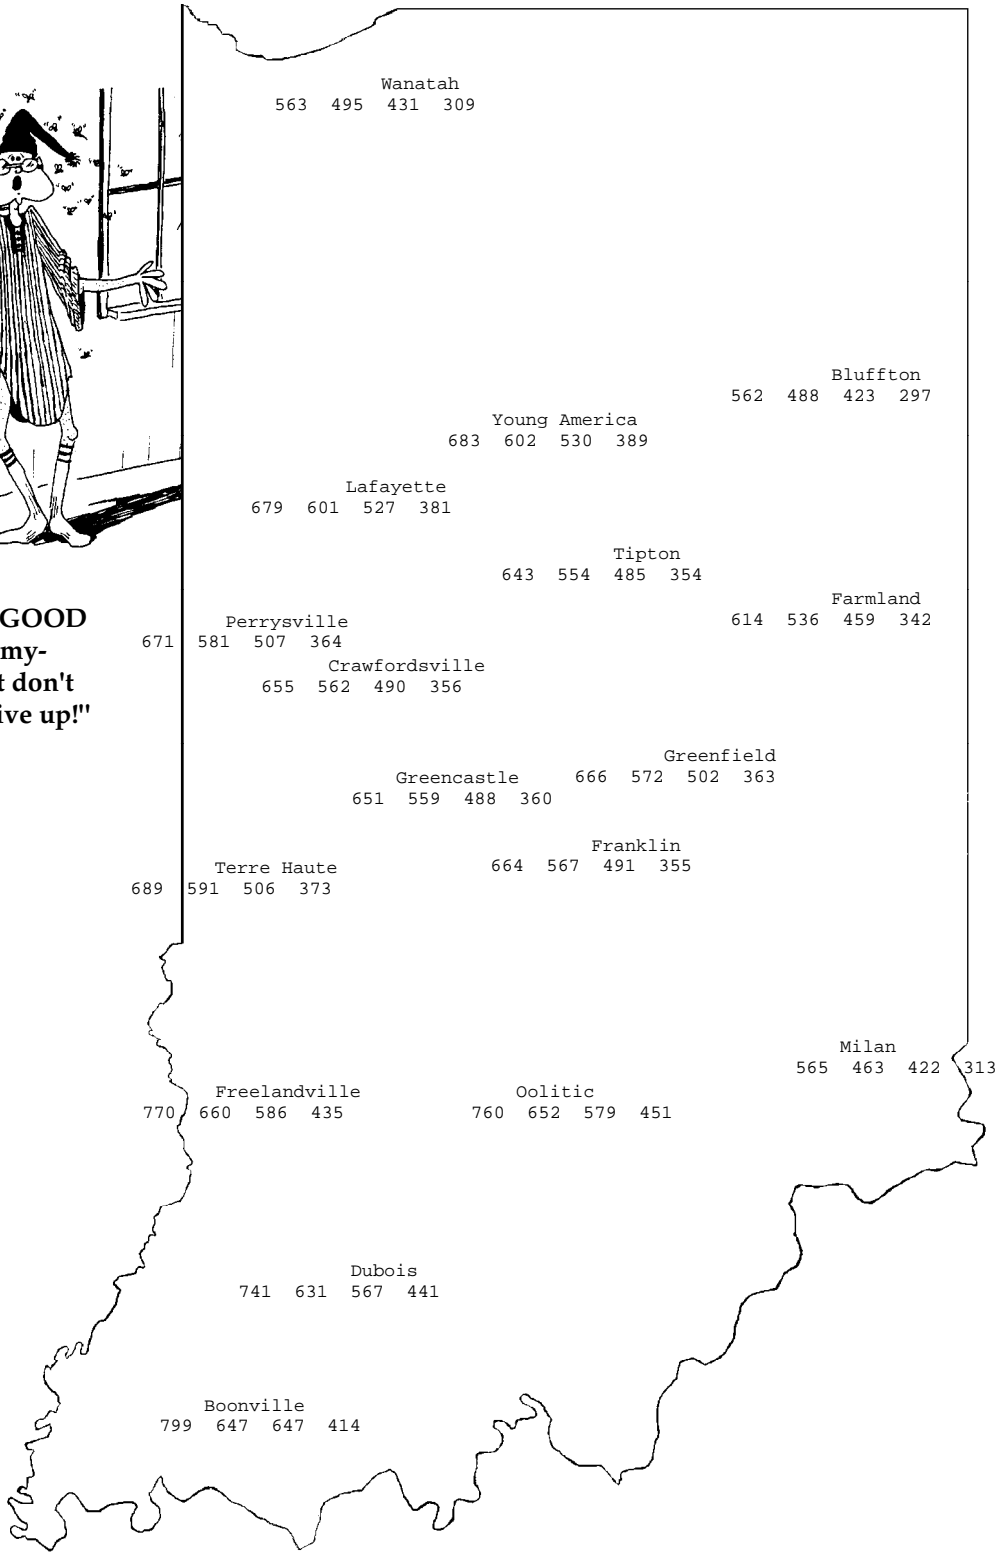 Wanatah
563 495 431 309
Bluffton
562 488 423 297
Young America
683 602 530 389
Lafayette
679 601 527 381
Tipton
643 554 485 354
Farmland
614 536 459 342
GOOD
my-
t don't
ive up!"
Perrysville
671 581 507 364
Crawfordsville
655 562 490 356
Greenfield
666 572 502 363
Greencastle
651 559 488 360
Franklin
664 567 491 355
Terre Haute
689 591 506 373
Milan
565 463 422 313
Freelandville
770 660 586 435
Oolitic
760 652 579 451
Dubois
741 631 567 441
Boonville
799 647 647 414